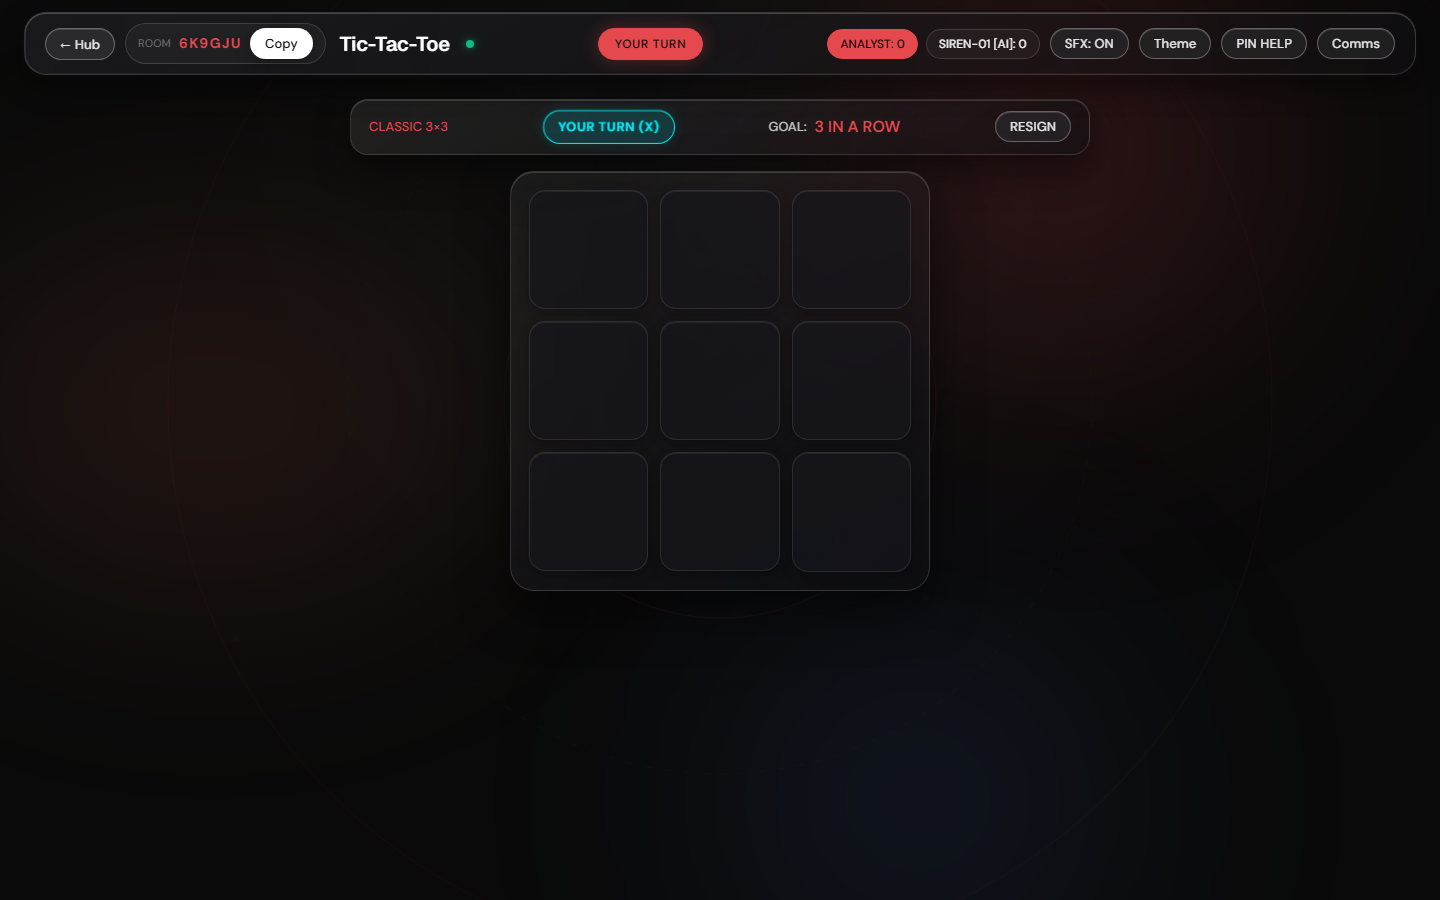 ← Hub
ROOM 6K9GJU Copy
Tic-Tac-Toe
YOUR TURN
ANALYST: 0
SIREN-01 [AI]: 0
SFX: ON
Theme
PIN HELP
Comms
CLASSIC 3×3
YOUR TURN (X)
GOAL: 3 IN A ROW
RESIGN